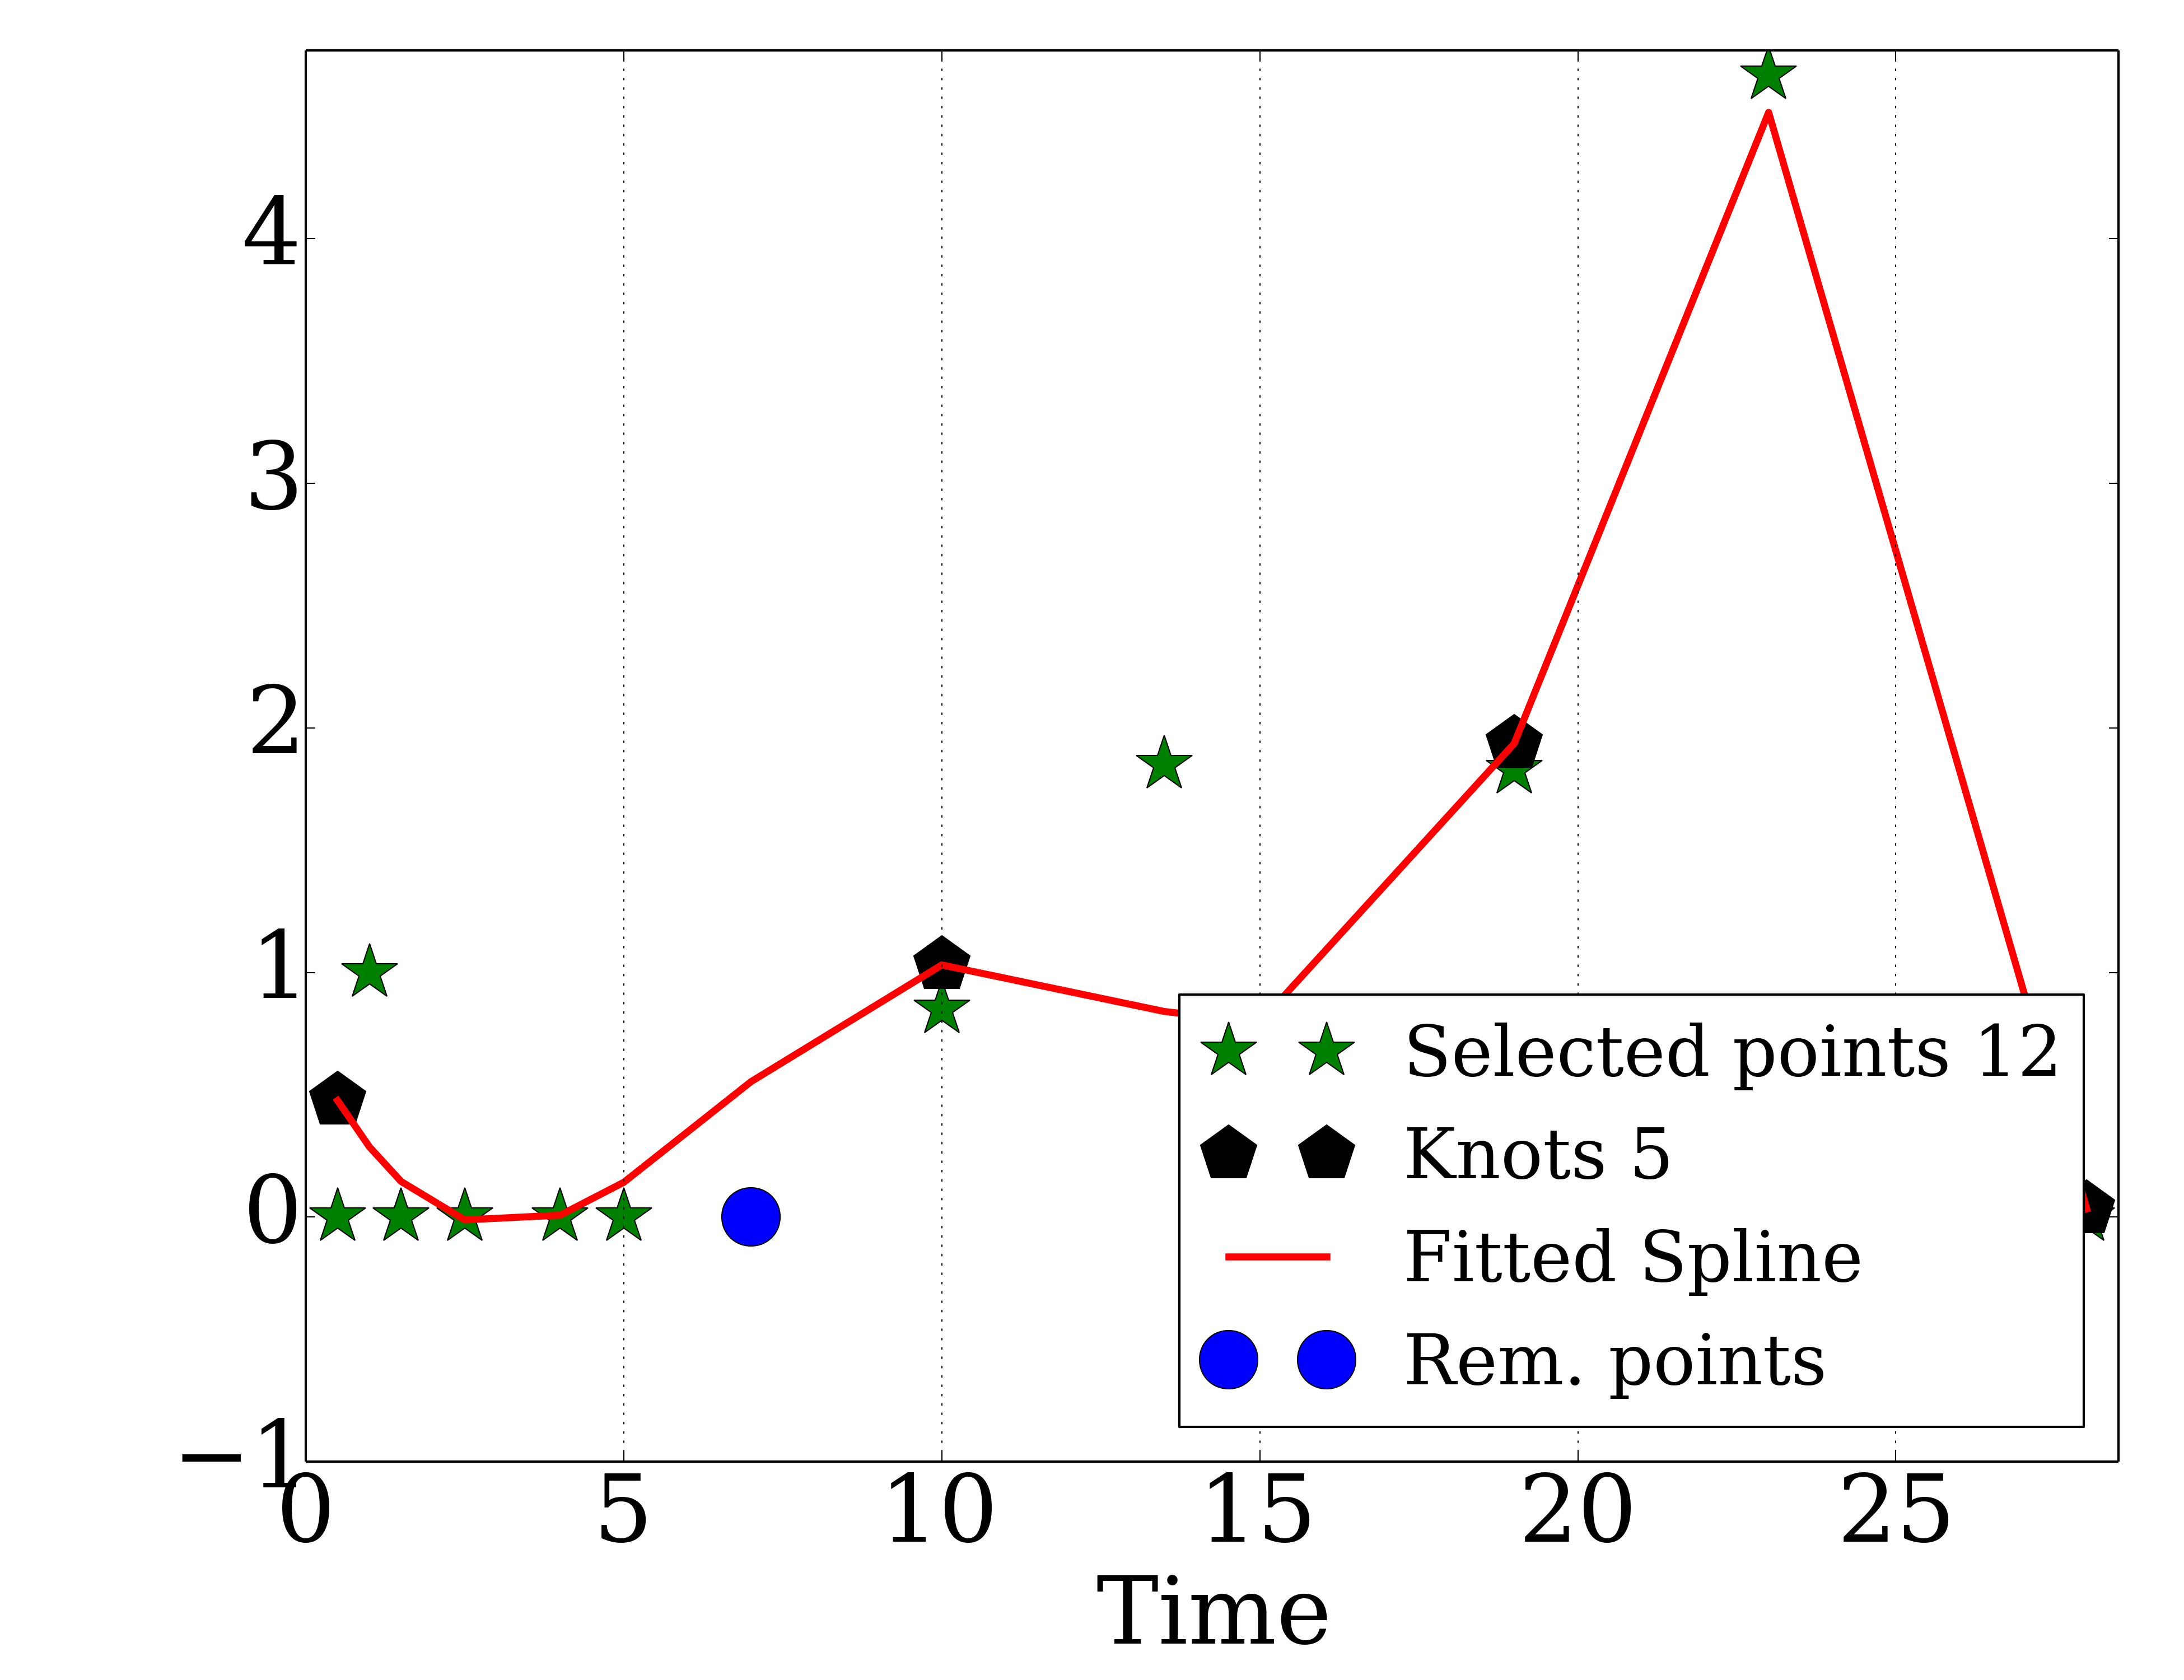 4
3
2
1
0
−1
0 5 10 15 20 25
Time
Selected points 12
Knots 5
Fitted Spline
Rem. points